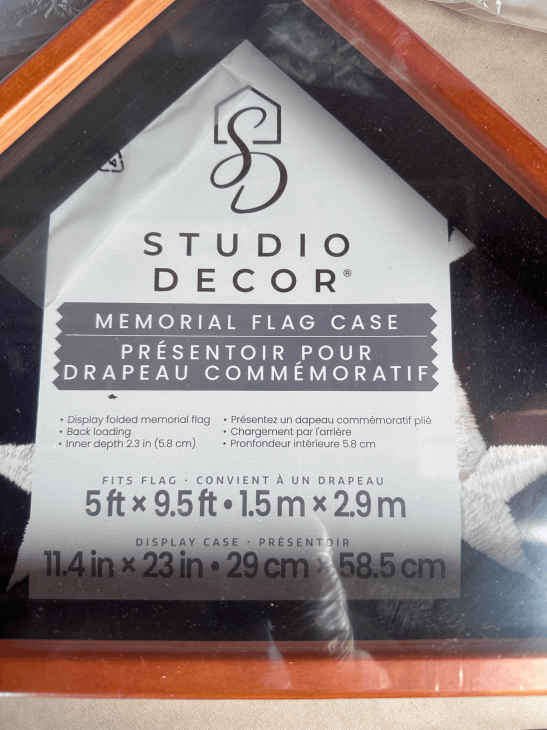 SD
STUDIO
DECOR®
MEMORIAL FLAG CASE
PRÉSENTOIR POUR
DRAPEAU COMMÉMORATIF
• Display folded memorial flag
• Back loading
• Inner depth 2.3 in (5.8 cm)
• Présentez un dapeau commémoratif plié
• Chargement par l'arrière
• Pronfondeur intérieure 5.8 cm
FITS FLAG · CONVIENT À UN DRAPEAU
5 ft × 9.5 ft • 1.5 m × 2.9 m
DISPLAY CASE · PRÉSENTOIR
11.4 in × 23 in • 29 cm × 58.5 cm